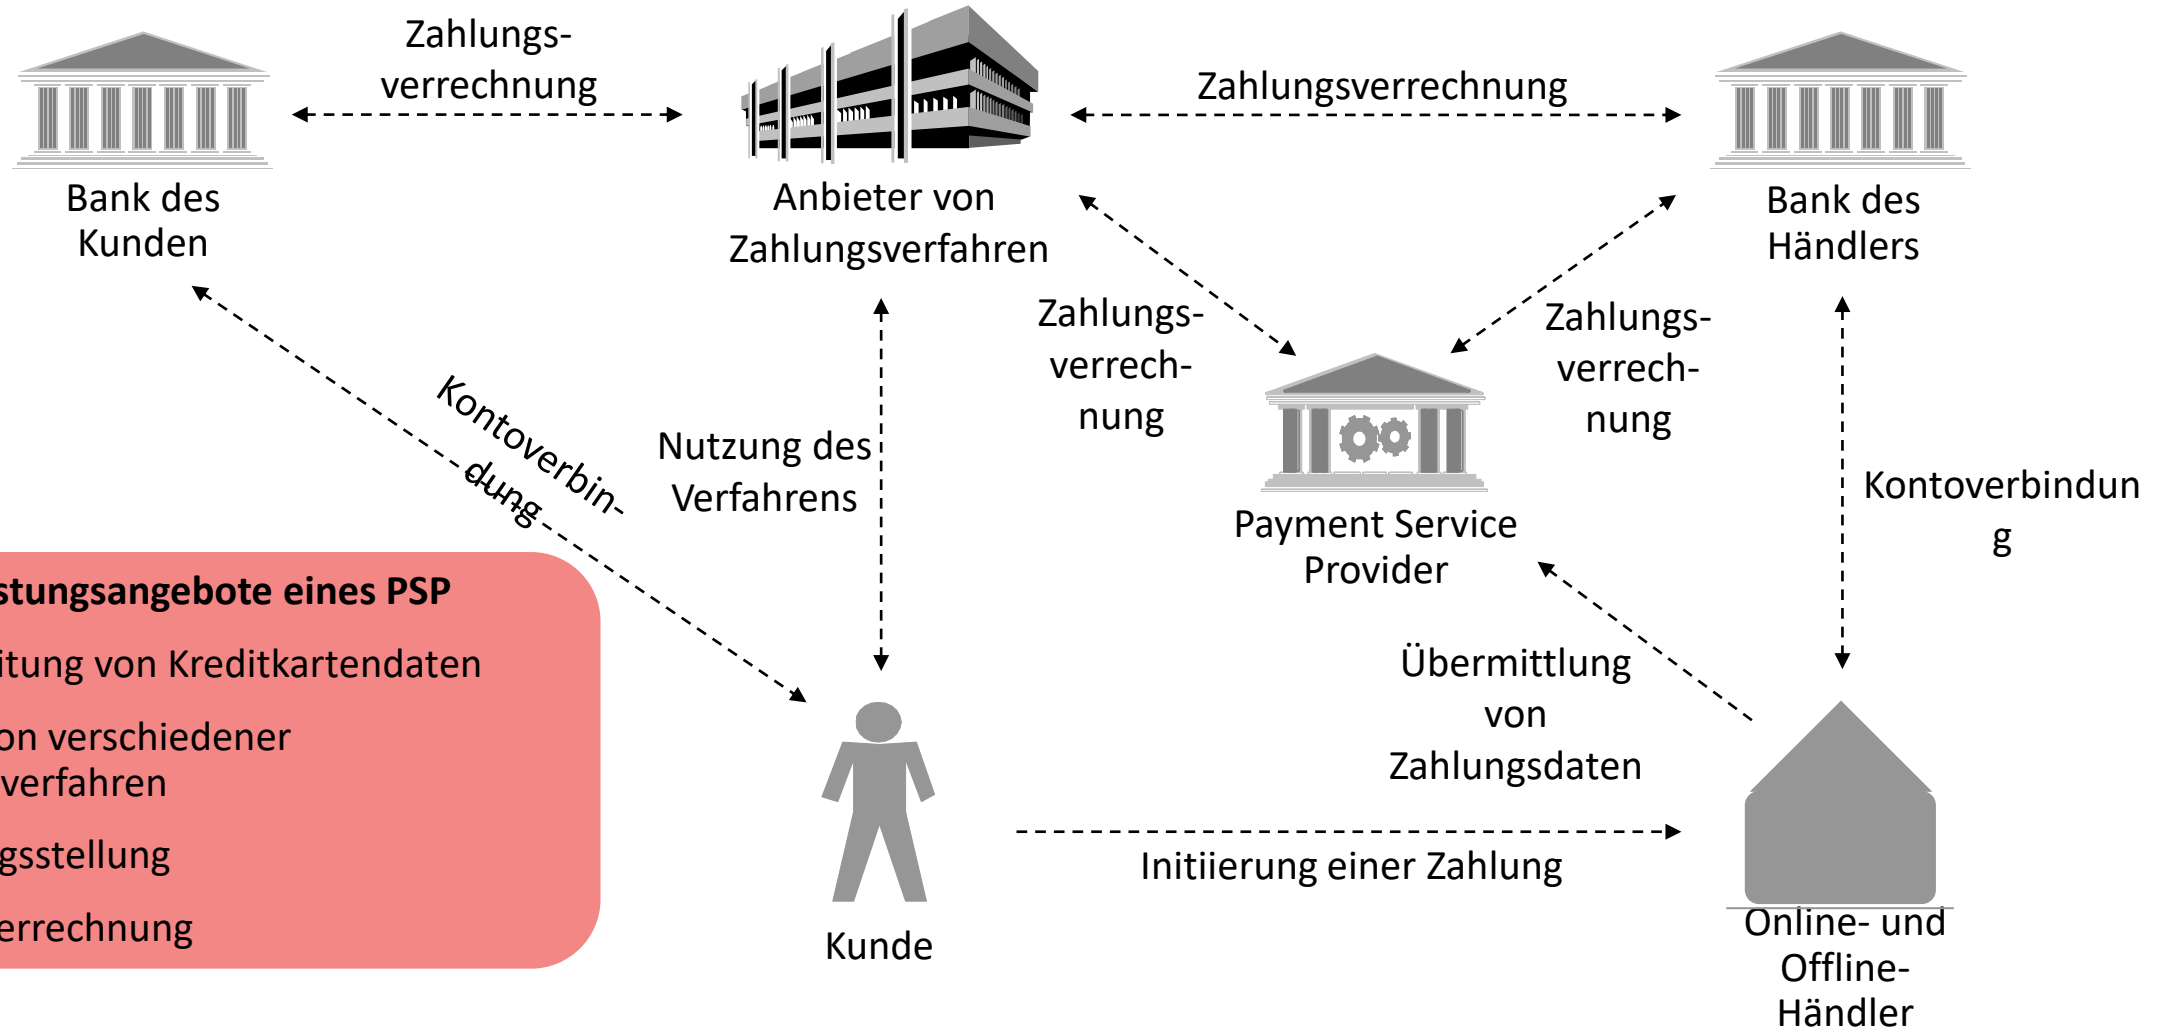 Zahlungs-
verrechnung
Zahlungsverrechnung
Bank des
Kunden
Anbieter von
Zahlungsverfahren
Bank des
Händlers
Zahlungs-
verrech-
nung
Zahlungs-
verrech-
nung
Kontoverbin-
dung
Nutzung des
Verfahrens
Kontoverbindun
g
Payment Service
Provider
stungsangebote eines PSP
itung von Kreditkartendaten
on verschiedener
verfahren
gsstellung
errechnung
Übermittlung
von
Zahlungsdaten
Initiierung einer Zahlung
Kunde
Online- und
Offline-
Händler